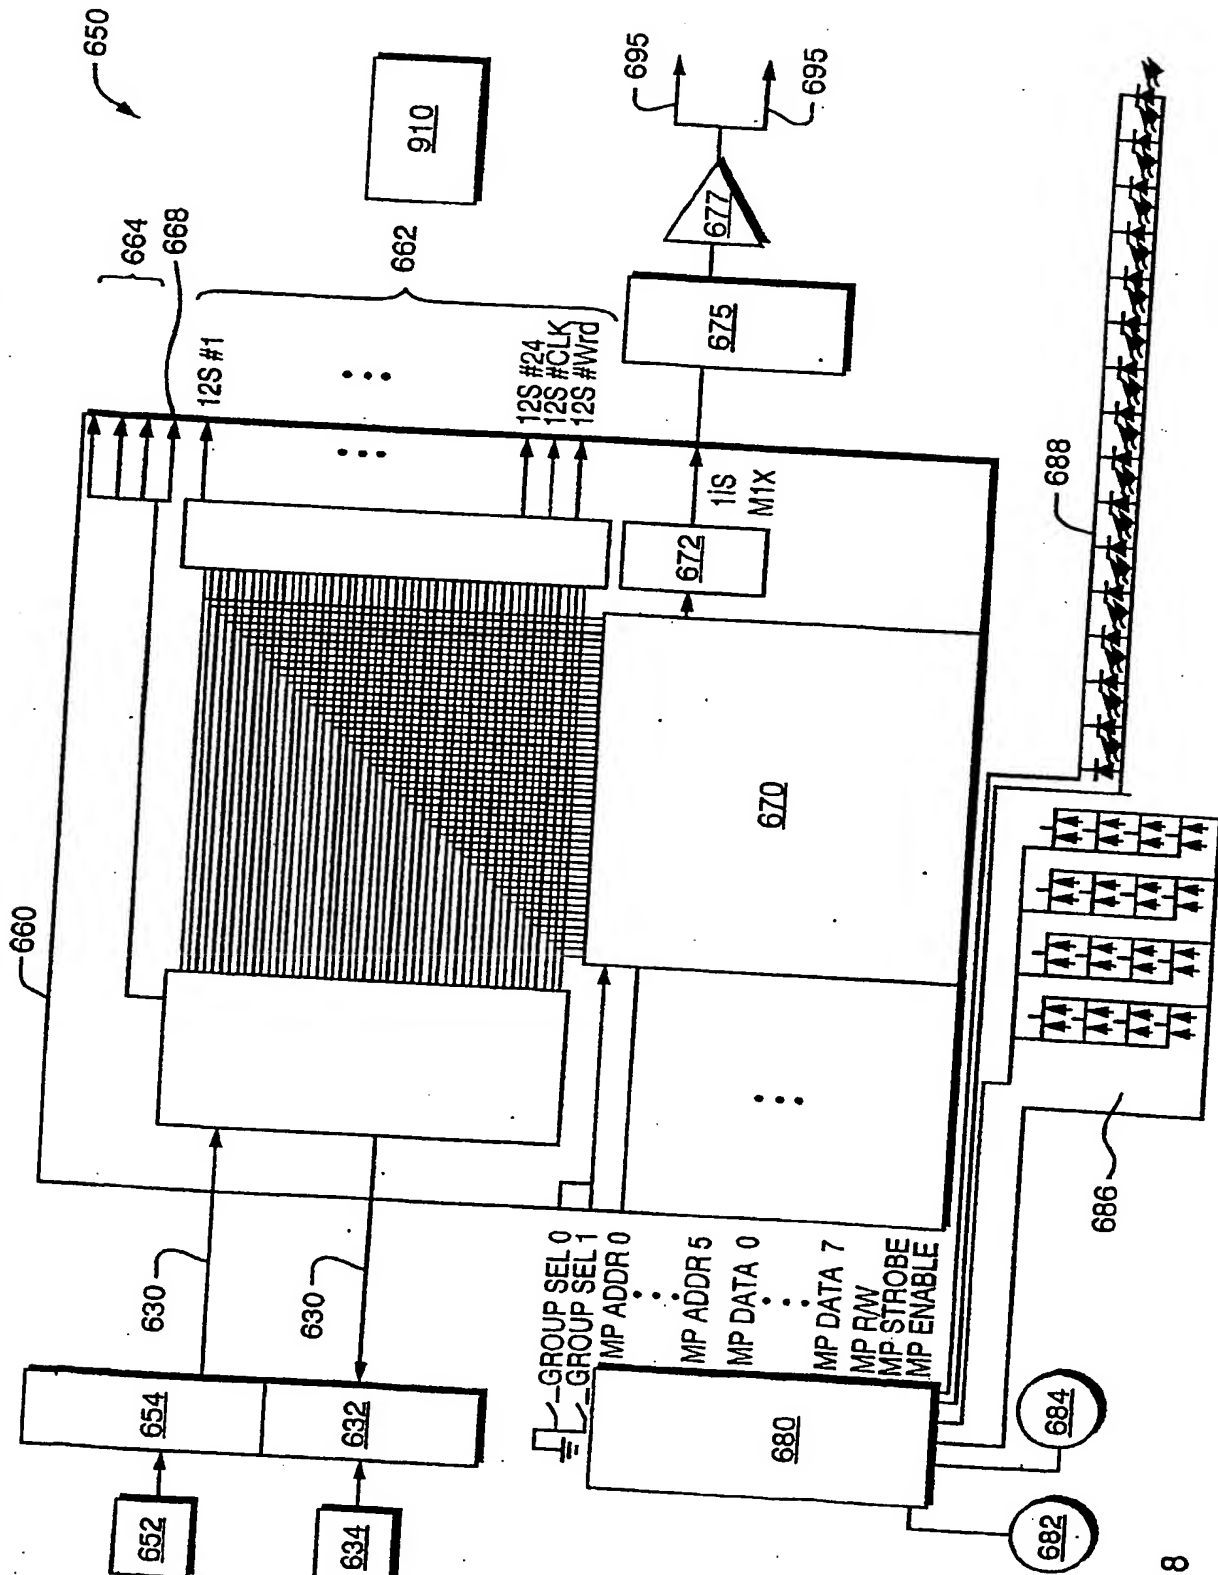 650
910
695
695
664
668
662
677
675
12S #1
12S #24
12S #CLK
12S #Wrd
1iS
M1X
672
660
670
688
686
630
630
654
632
652
634
GROUP SEL 0
GROUP SEL 1
MP ADDR 0
MP ADDR 5
MP DATA 0
MP DATA 7
MP R/W
MP STROBE
MP ENABLE
680
684
682
8